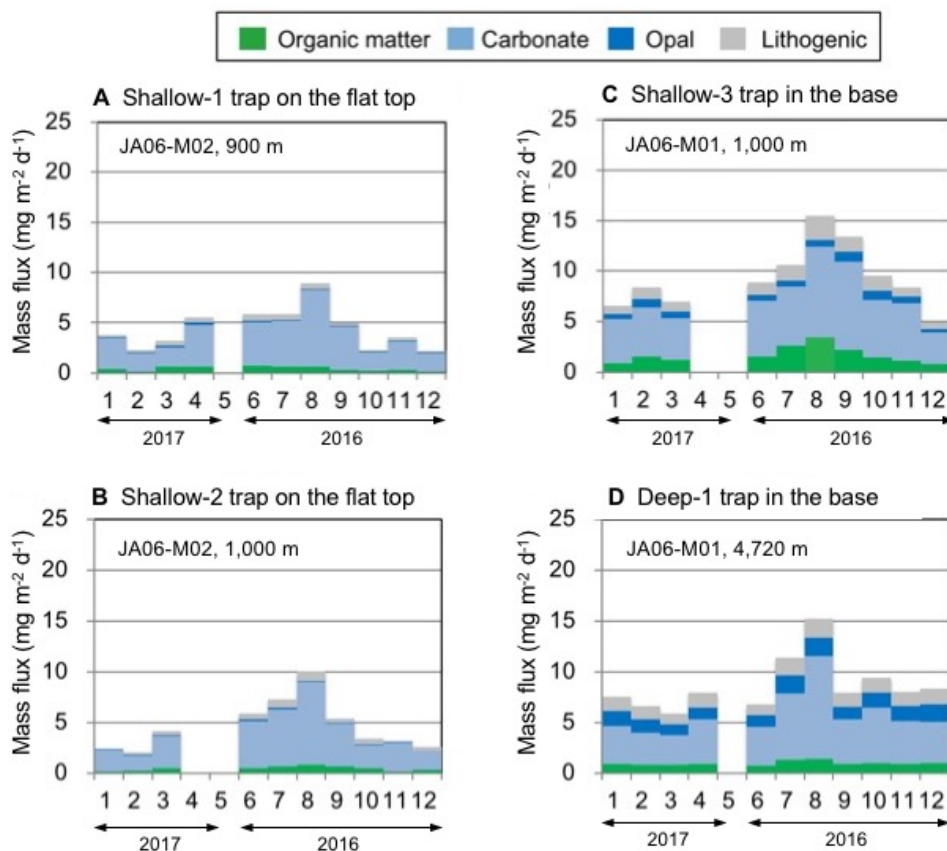 Organic matter Carbonate Opal Lithogenic
A Shallow-1 trap on the flat top
25
20
15
10
5
0
Mass flux (mg m⁻² d⁻¹)
JA06-M02, 900 m
1 2 3 4 5 6 7 8 9 10 11 12
2017 2016
C Shallow-3 trap in the base
25
20
15
10
5
0
Mass flux (mg m⁻² d⁻¹)
JA06-M01, 1,000 m
1 2 3 4 5 6 7 8 9 10 11 12
2017 2016
B Shallow-2 trap on the flat top
25
20
15
10
5
0
Mass flux (mg m⁻² d⁻¹)
JA06-M02, 1,000 m
1 2 3 4 5 6 7 8 9 10 11 12
2017 2016
D Deep-1 trap in the base
25
20
15
10
5
0
Mass flux (mg m⁻² d⁻¹)
JA06-M01, 4,720 m
1 2 3 4 5 6 7 8 9 10 11 12
2017 2016